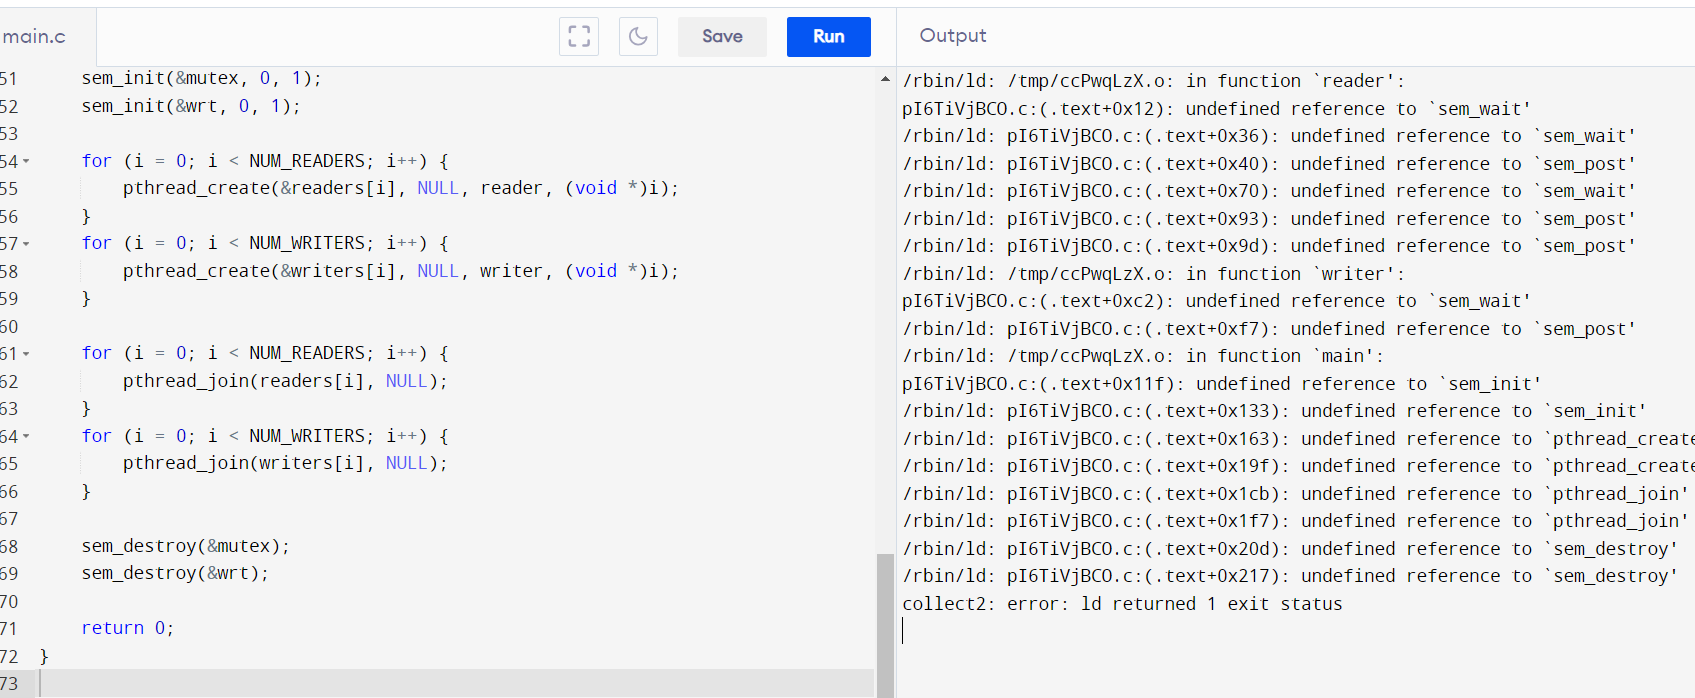 main.c
Save
Run
Output
51 sem_init(&mutex, 0, 1);
52 sem_init(&wrt, 0, 1);
53
54 for (i = 0; i < NUM_READERS; i++) {
55 pthread_create(&readers[i], NULL, reader, (void *)i);
56 }
57 for (i = 0; i < NUM_WRITERS; i++) {
58 pthread_create(&writers[i], NULL, writer, (void *)i);
59 }
60
61 for (i = 0; i < NUM_READERS; i++) {
62 pthread_join(readers[i], NULL);
63 }
64 for (i = 0; i < NUM_WRITERS; i++) {
65 pthread_join(writers[i], NULL);
66 }
67
68 sem_destroy(&mutex);
69 sem_destroy(&wrt);
70
71 return 0;
72 }
73
/rbin/ld: /tmp/ccPwqLzX.o: in function `reader':
pI6TiVjBCO.c:(.text+0x12): undefined reference to `sem_wait'
/rbin/ld: pI6TiVjBCO.c:(.text+0x36): undefined reference to `sem_wait'
/rbin/ld: pI6TiVjBCO.c:(.text+0x40): undefined reference to `sem_post'
/rbin/ld: pI6TiVjBCO.c:(.text+0x70): undefined reference to `sem_wait'
/rbin/ld: pI6TiVjBCO.c:(.text+0x93): undefined reference to `sem_post'
/rbin/ld: pI6TiVjBCO.c:(.text+0x9d): undefined reference to `sem_post'
/rbin/ld: /tmp/ccPwqLzX.o: in function `writer':
pI6TiVjBCO.c:(.text+0xc2): undefined reference to `sem_wait'
/rbin/ld: pI6TiVjBCO.c:(.text+0xf7): undefined reference to `sem_post'
/rbin/ld: /tmp/ccPwqLzX.o: in function `main':
pI6TiVjBCO.c:(.text+0x11f): undefined reference to `sem_init'
/rbin/ld: pI6TiVjBCO.c:(.text+0x133): undefined reference to `sem_init'
/rbin/ld: pI6TiVjBCO.c:(.text+0x163): undefined reference to `pthread_create
/rbin/ld: pI6TiVjBCO.c:(.text+0x19f): undefined reference to `pthread_create
/rbin/ld: pI6TiVjBCO.c:(.text+0x1cb): undefined reference to `pthread_join'
/rbin/ld: pI6TiVjBCO.c:(.text+0x1f7): undefined reference to `pthread_join'
/rbin/ld: pI6TiVjBCO.c:(.text+0x20d): undefined reference to `sem_destroy'
/rbin/ld: pI6TiVjBCO.c:(.text+0x217): undefined reference to `sem_destroy'
collect2: error: ld returned 1 exit status